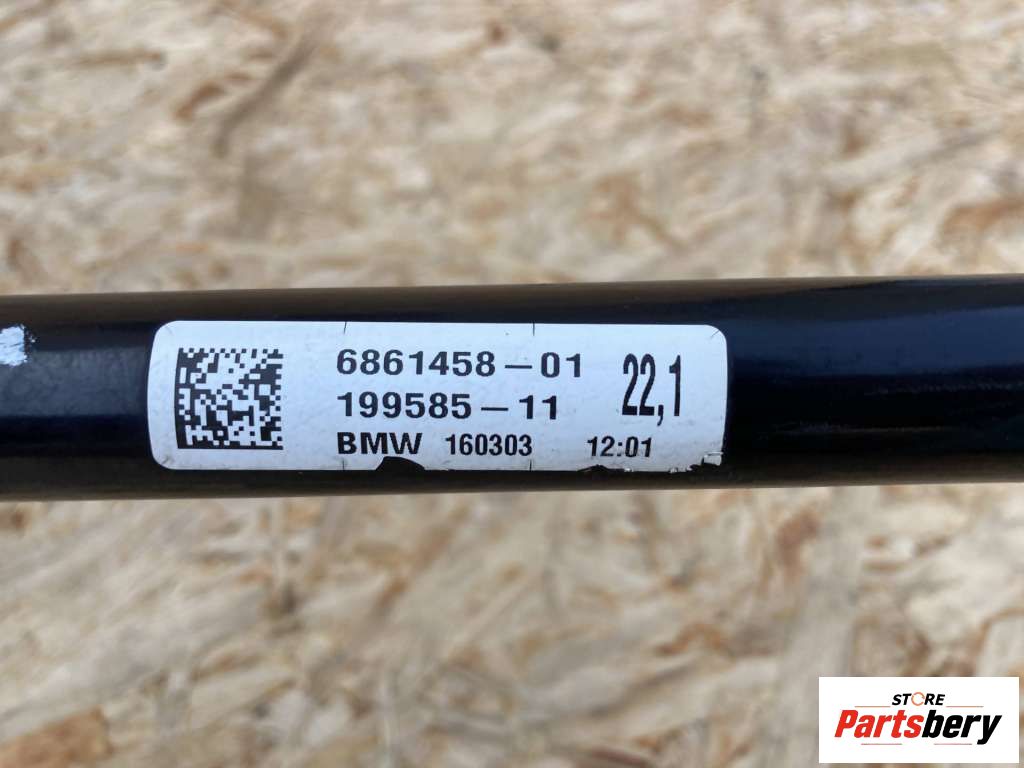 6861458-01
199585-11
22,1
BMW 160303 12:01
STORE
Partsbery